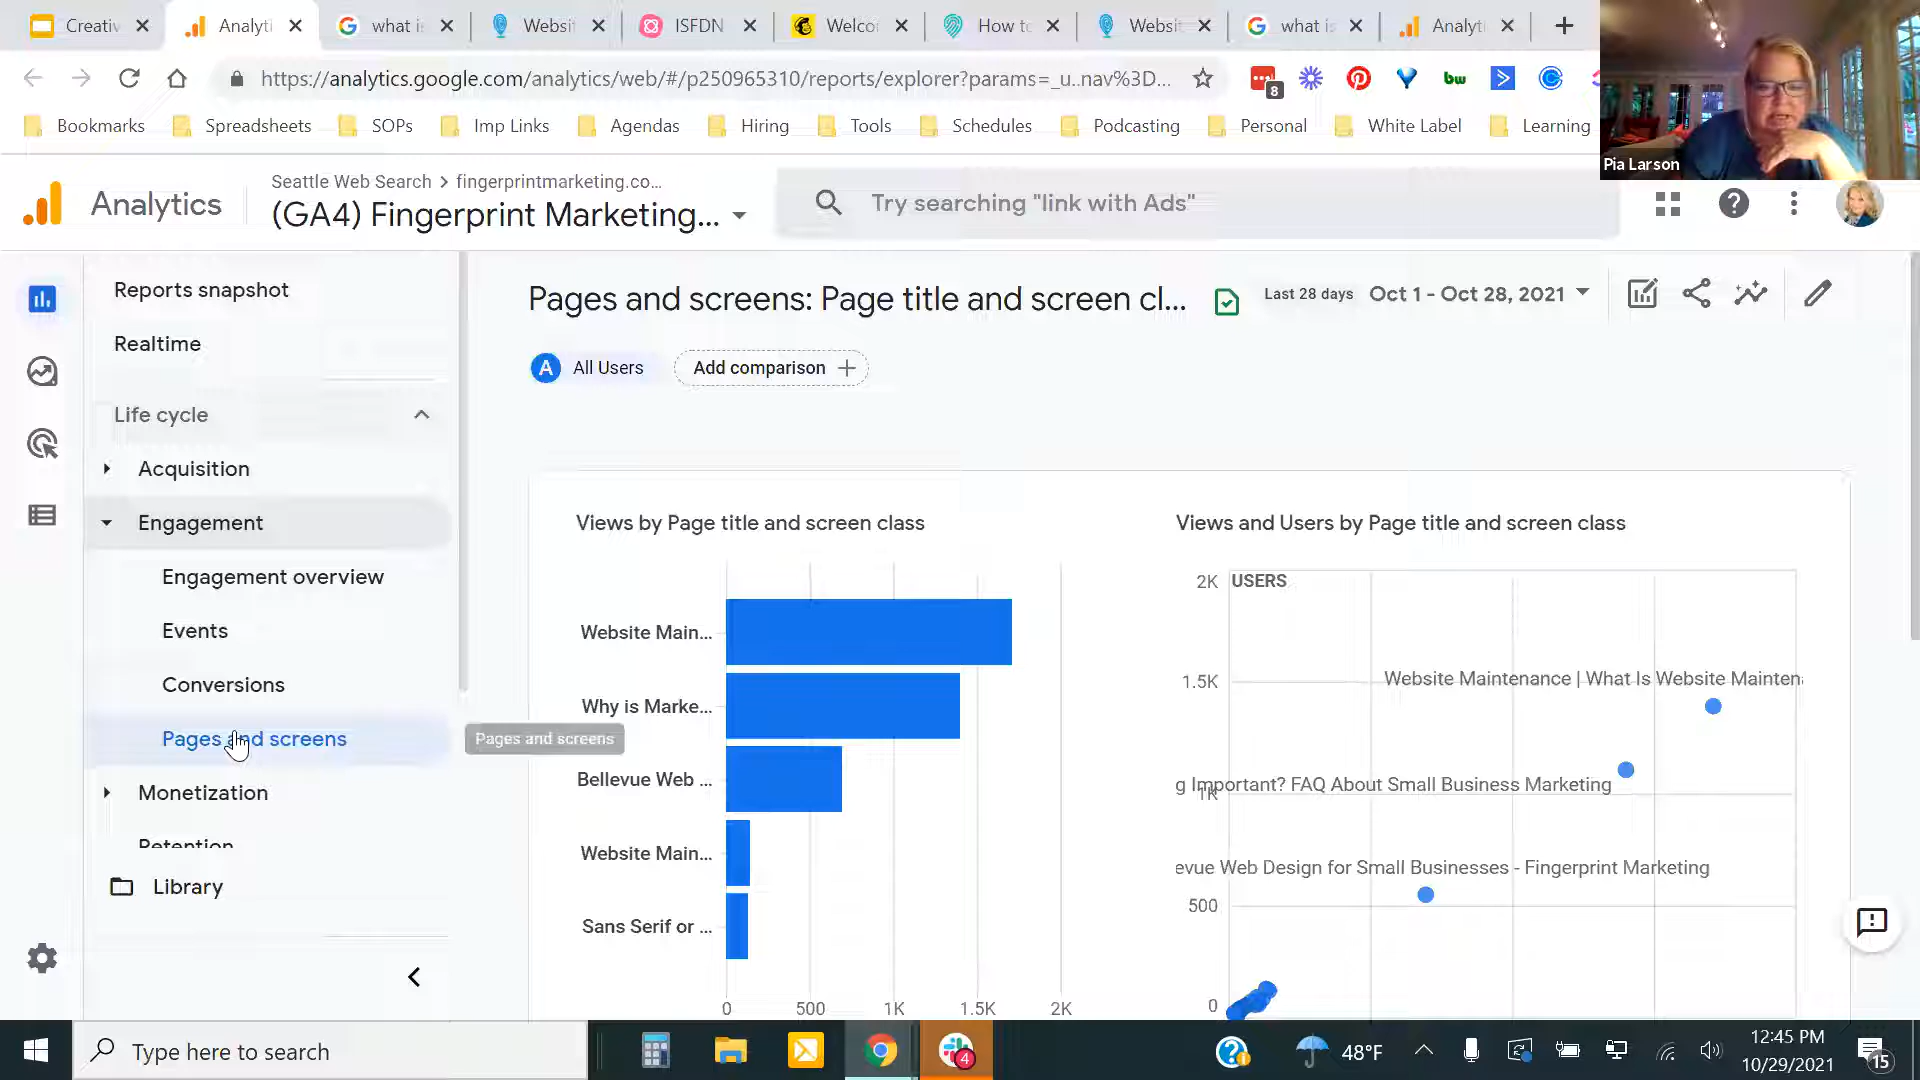 Creativ
Analyti
what i
Websi
ISFDN
Welco
How to
Websi
what is
Analyti
https://analytics.google.com/analytics/web/#/p250965310/reports/explorer?params=_u..nav%3D...
8
bw
Bookmarks
Spreadsheets
SOPs
Imp Links
Agendas
Hiring
Tools
Schedules
Podcasting
Personal
White Label
Learning
Pia Larson
Analytics
Seattle Web Search > fingerprintmarketing.co...
(GA4) Fingerprint Marketing...
Try searching "link with Ads"
Reports snapshot
Realtime
Life cycle
Acquisition
Engagement
Engagement overview
Events
Conversions
Pages and screens
Pages and screens
Monetization
Retention
Library
Pages and screens: Page title and screen cl...
Last 28 days Oct 1 - Oct 28, 2021
A All Users
Add comparison
Views by Page title and screen class
Website Main...
Why is Marke...
Bellevue Web ...
Website Main...
Sans Serif or ...
0 500 1K 1.5K 2K
Views and Users by Page title and screen class
2K USERS
1.5K
Website Maintenance | What Is Website Mainten
g Important? FAQ About Small Business Marketing
1K
evue Web Design for Small Businesses - Fingerprint Marketing
500
0
Type here to search
4
48°F
12:45 PM
10/29/2021
15